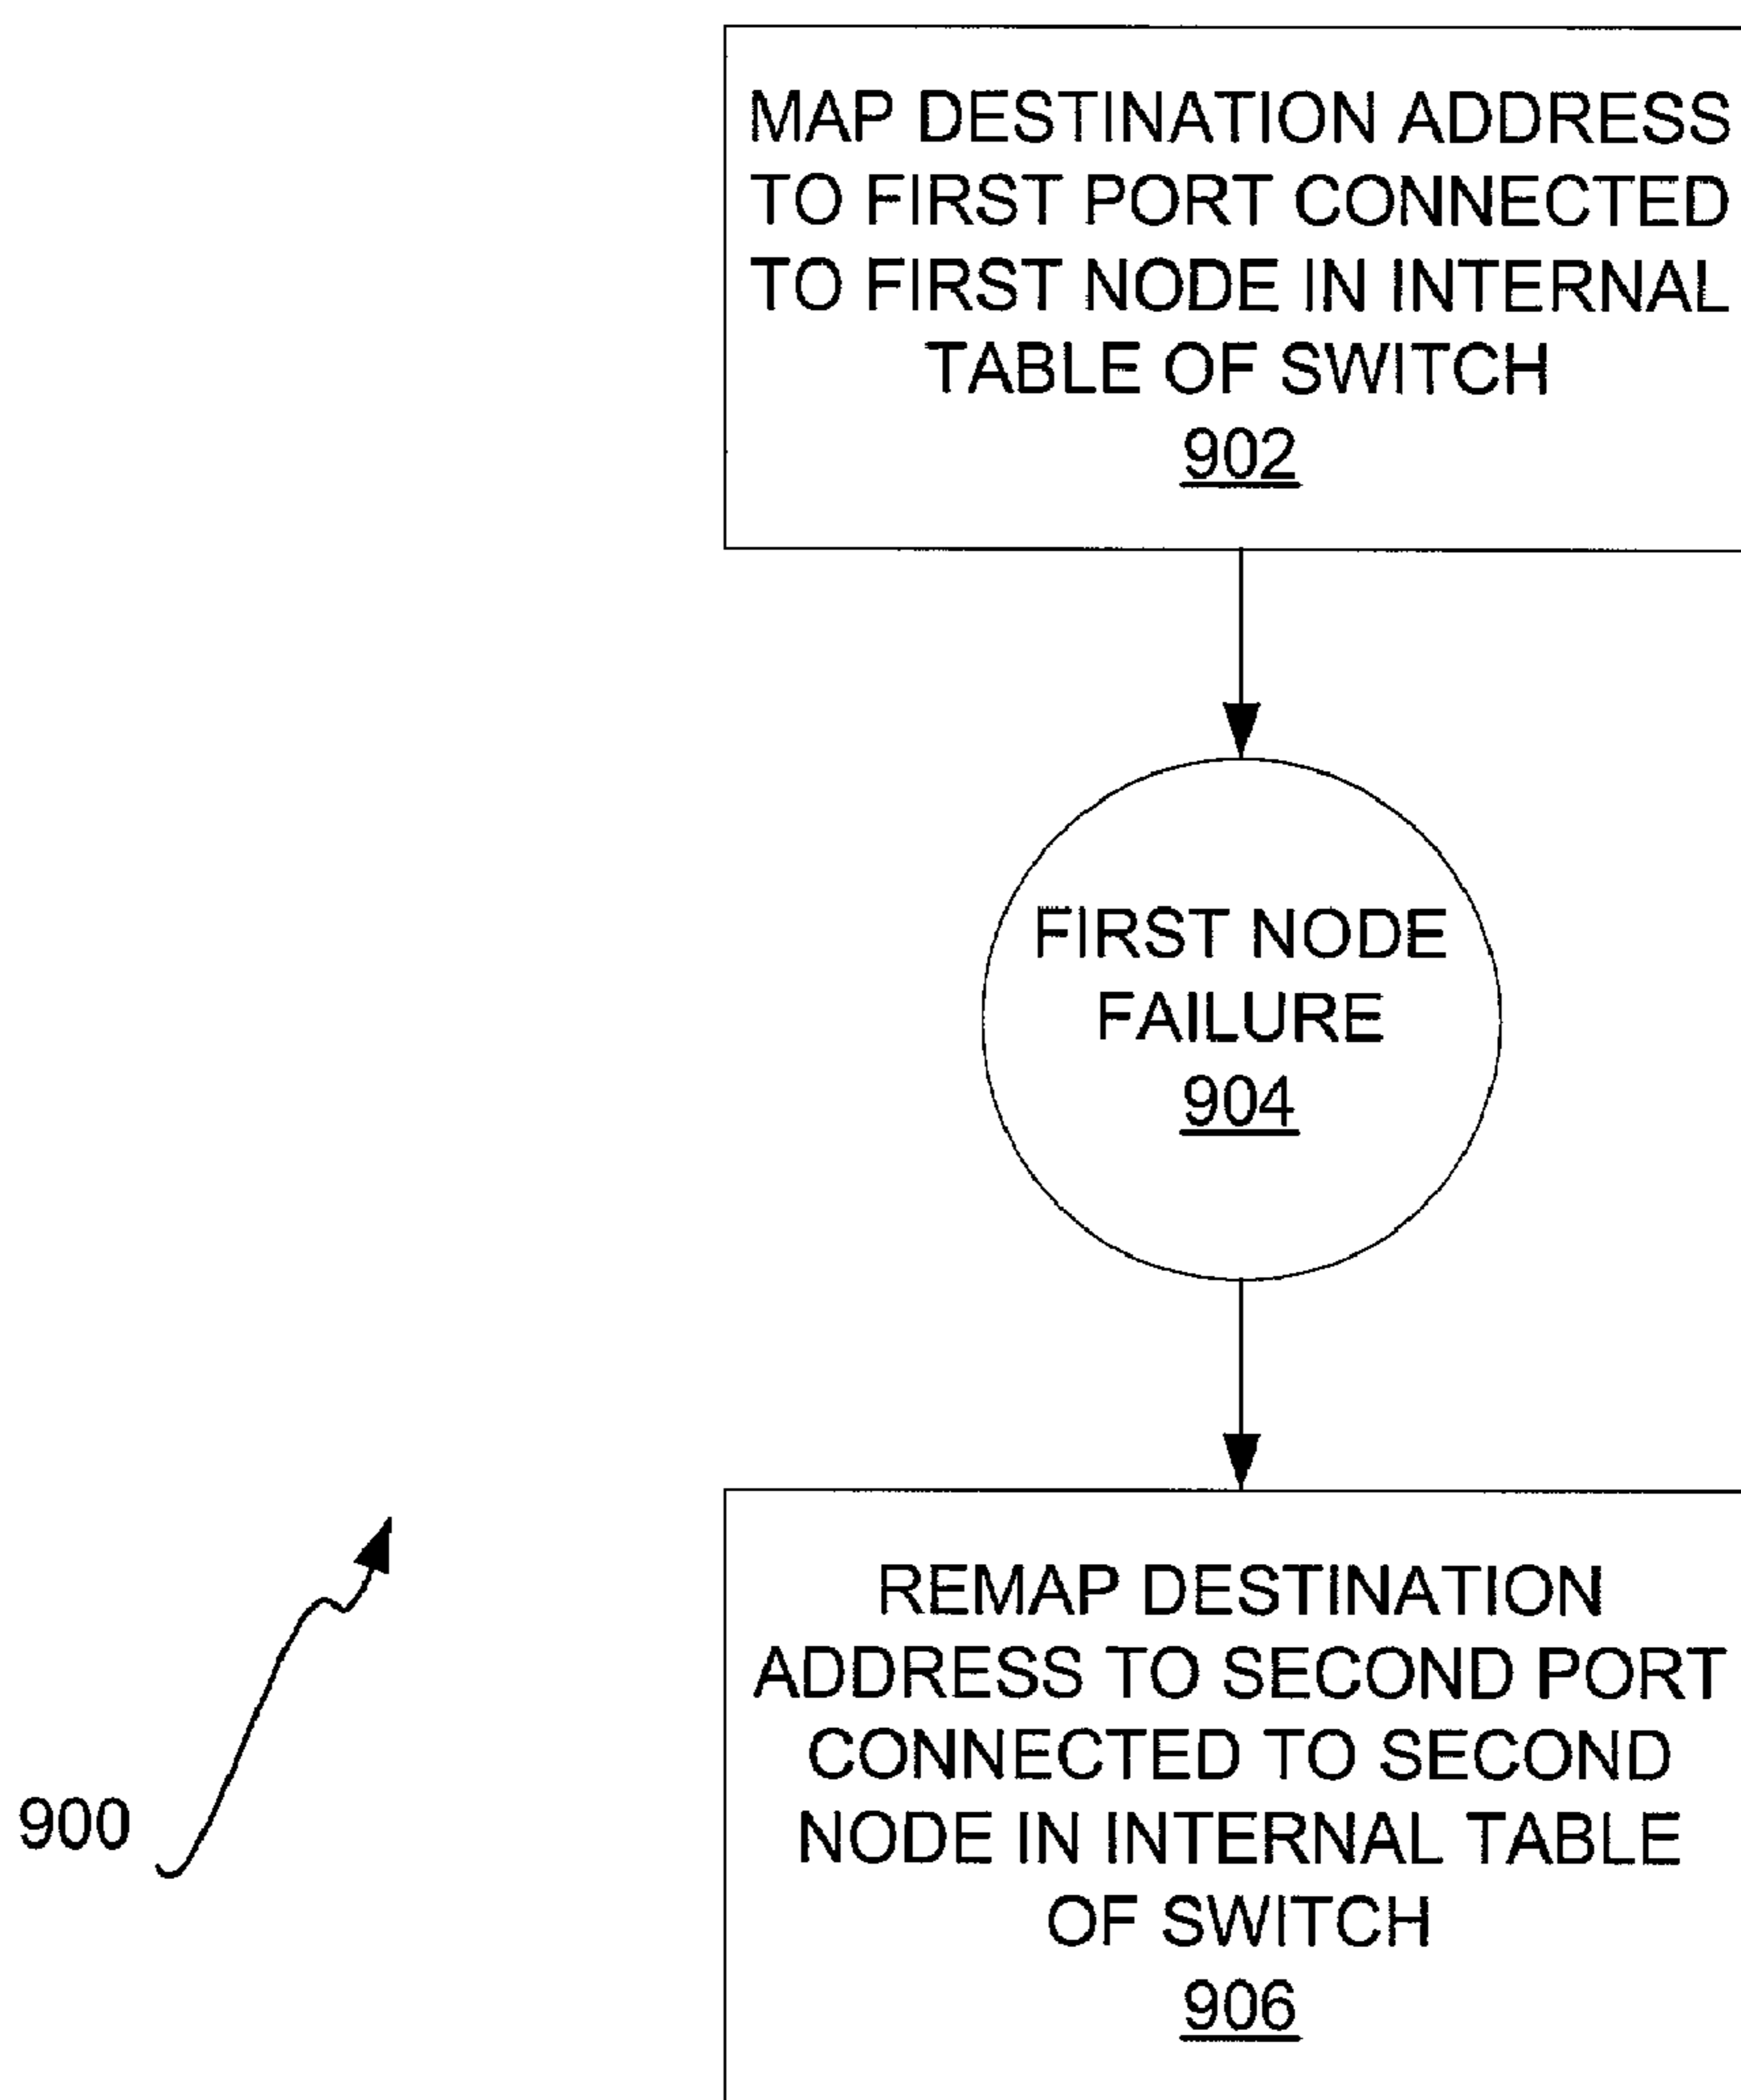 MAP DESTINATION ADDRESS
TO FIRST PORT CONNECTED
TO FIRST NODE IN INTERNAL
TABLE OF SWITCH
902
FIRST NODE
FAILURE
904
REMAP DESTINATION
ADDRESS TO SECOND PORT
CONNECTED TO SECOND
NODE IN INTERNAL TABLE
OF SWITCH
906
900